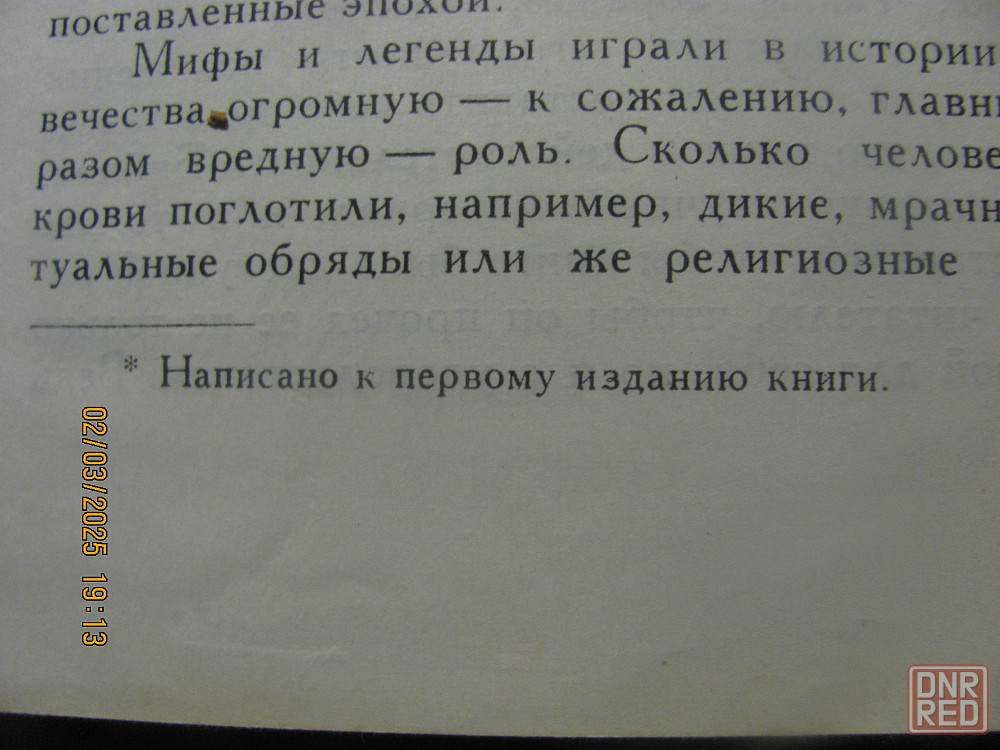 поставленные эпохой.
Мифы и легенды играли в истории
вечества огромную — к сожалению, главн
разом вредную — роль. Сколько челове
крови поглотили, например, дикие, мрачн
туальные обряды или же религиозные
* Написано к первому изданию книги.
02/03/2025 19:13
DNR
RED